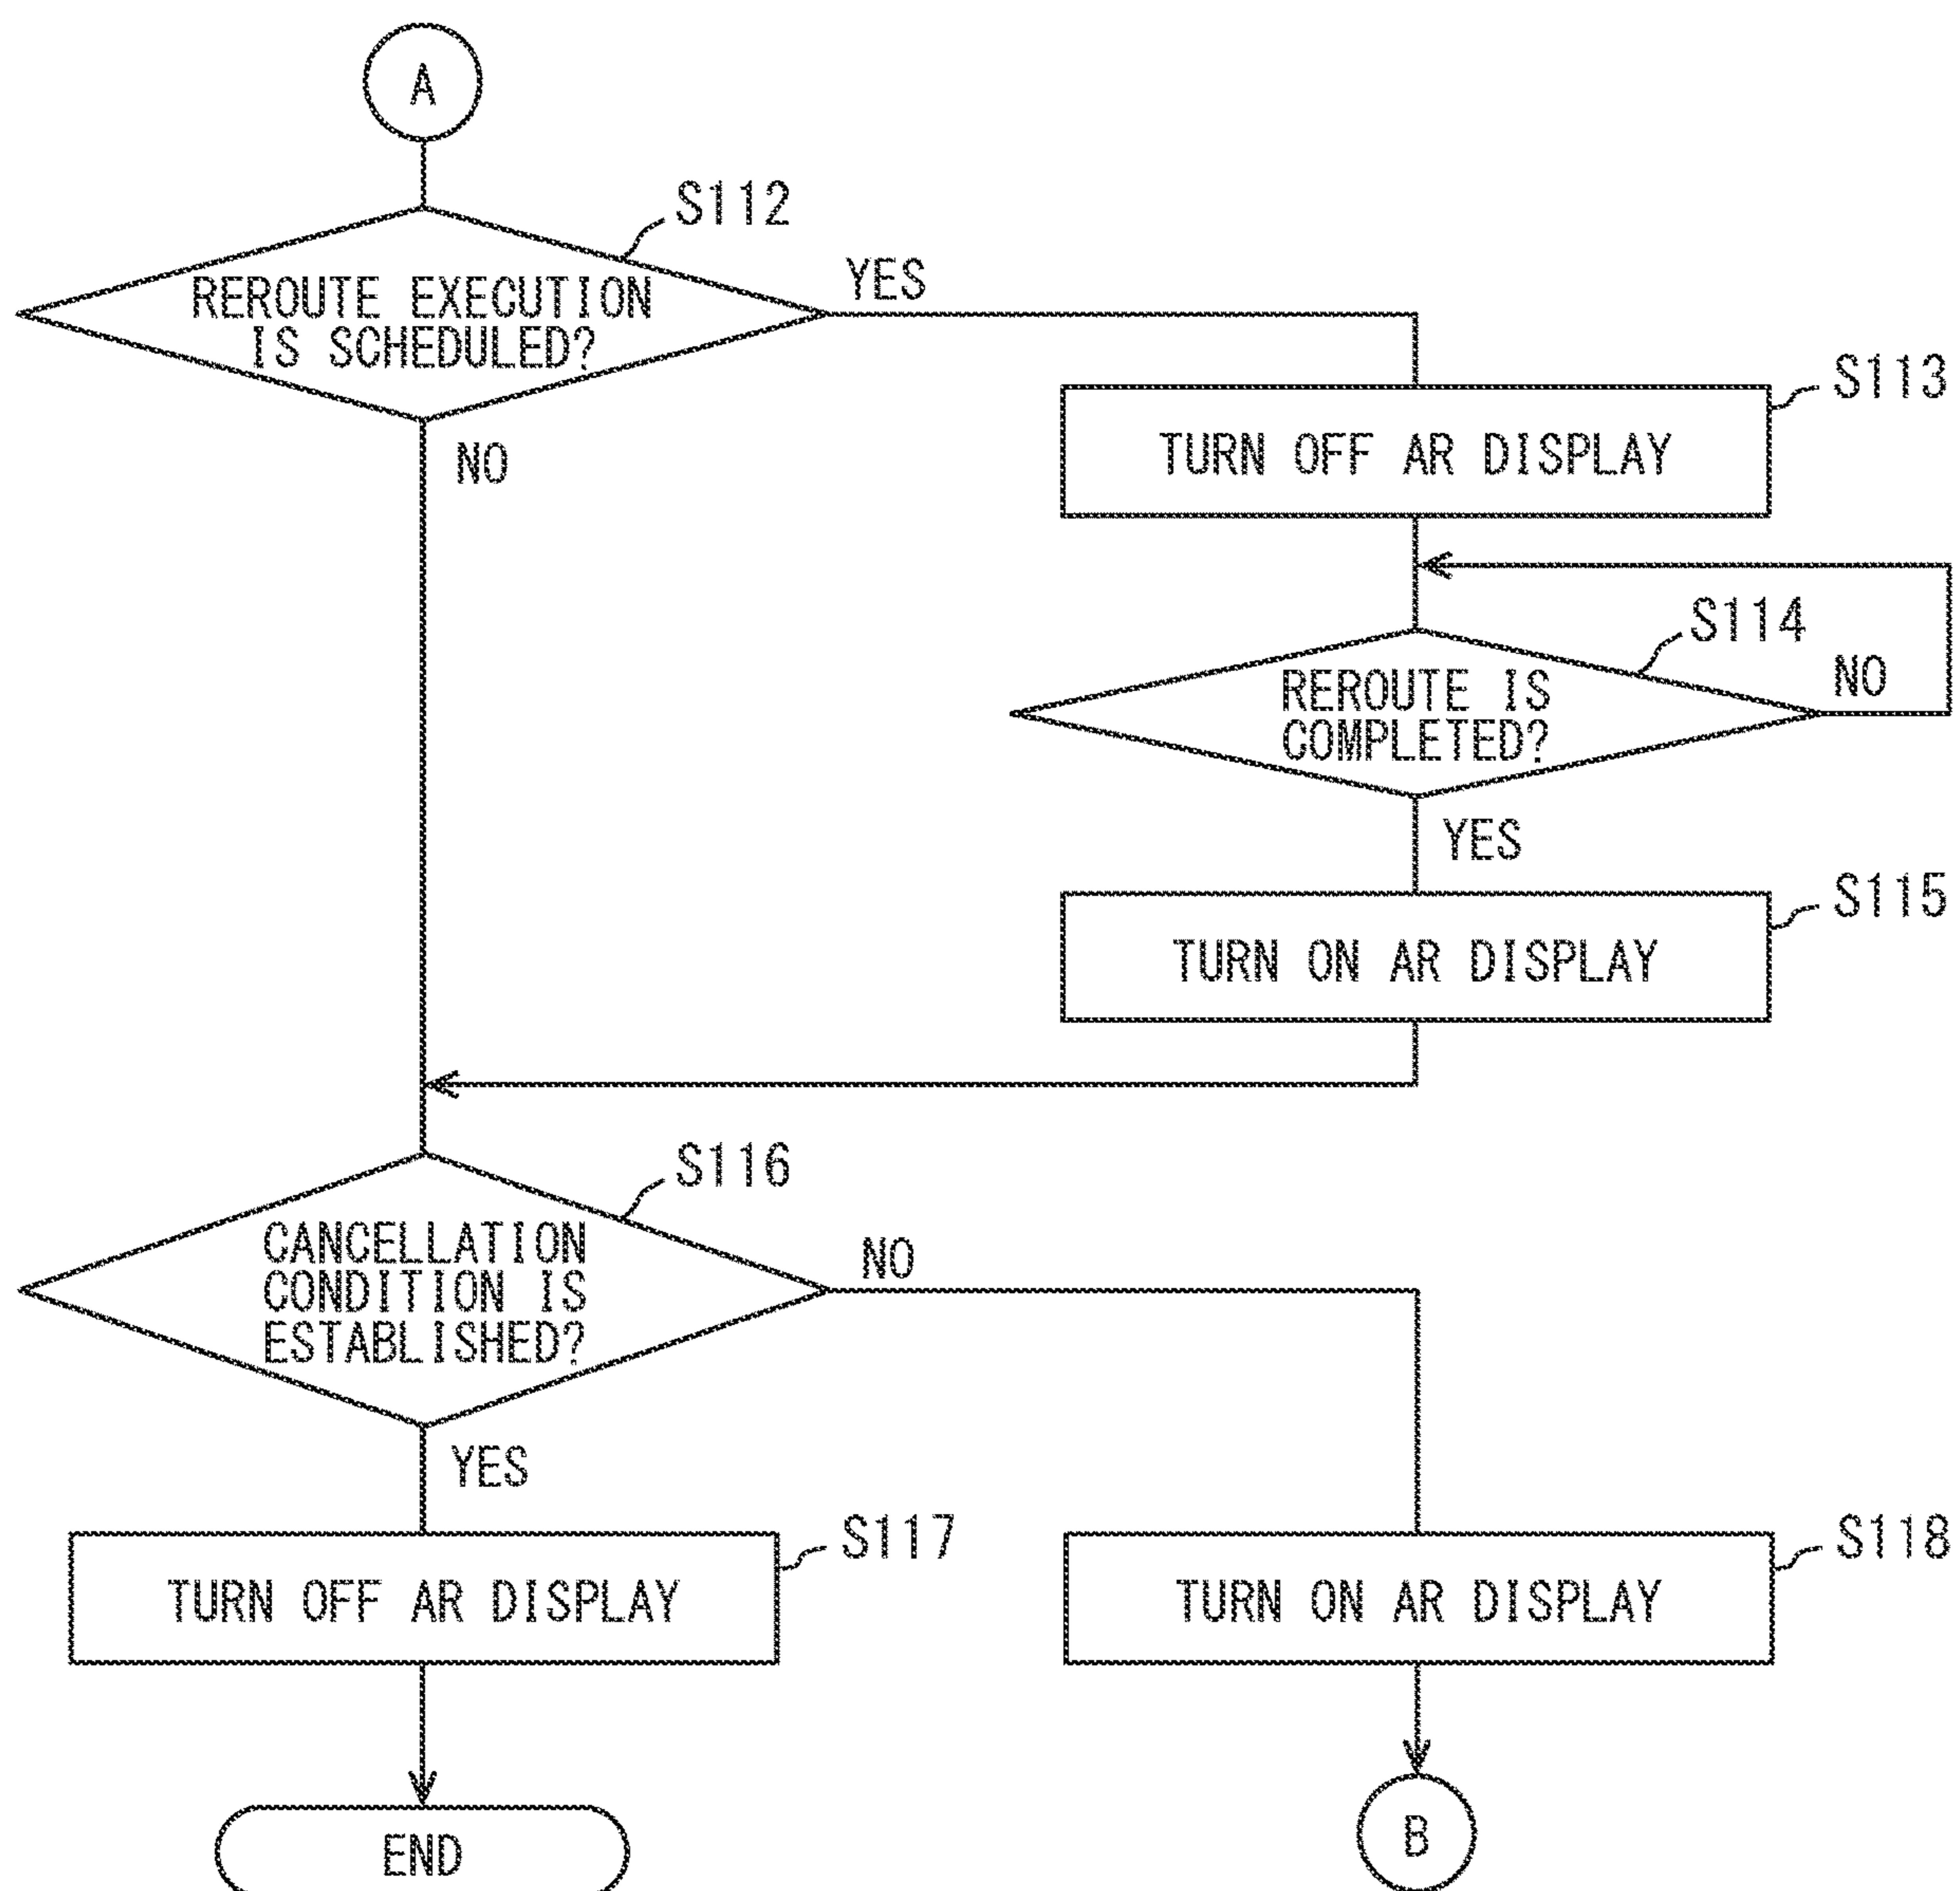 A
S112
REROUTE EXECUTION
IS SCHEDULED?
YES
NO
S113
TURN OFF AR DISPLAY
S114
REROUTE IS
COMPLETED?
NO
YES
S115
TURN ON AR DISPLAY
S116
CANCELLATION
CONDITION IS
ESTABLISHED?
NO
YES
S117
TURN OFF AR DISPLAY
S118
TURN ON AR DISPLAY
END
B